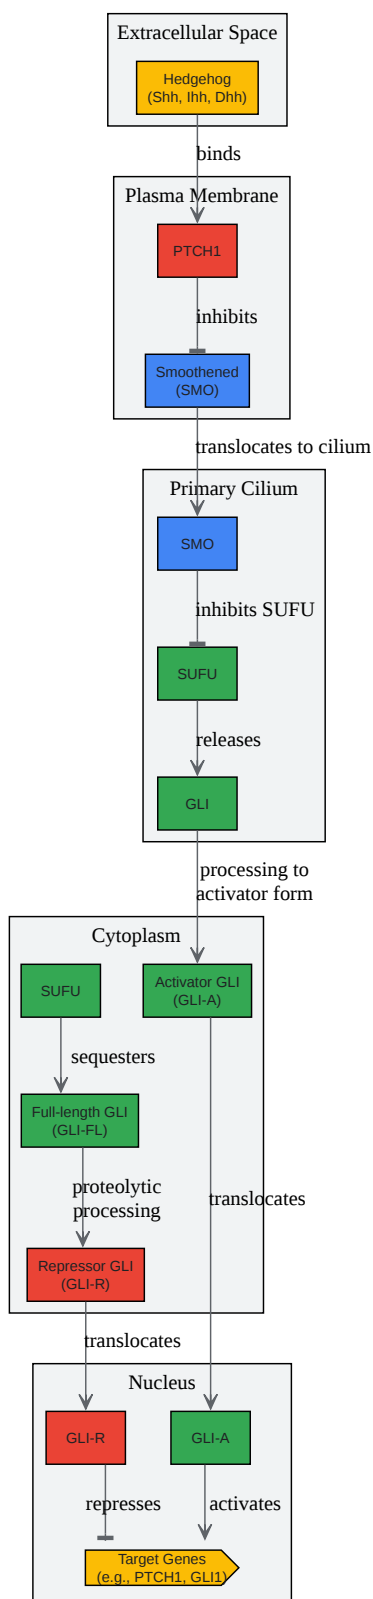 Extracellular Space
Hedgehog
(Shh, Ihh, Dhh)
binds
Plasma Membrane
PTCH1
inhibits
Smoothened
(SMO)
translocates to cilium
Primary Cilium
SMO
inhibits SUFU
SUFU
releases
GLI
processing to
activator form
Cytoplasm
SUFU
Activator GLI
(GLI-A)
sequesters
Full-length GLI
(GLI-FL)
proteolytic
processing
translocates
Repressor GLI
(GLI-R)
translocates
Nucleus
GLI-R
GLI-A
represses
activates
Target Genes
(e.g., PTCH1, GLI1)